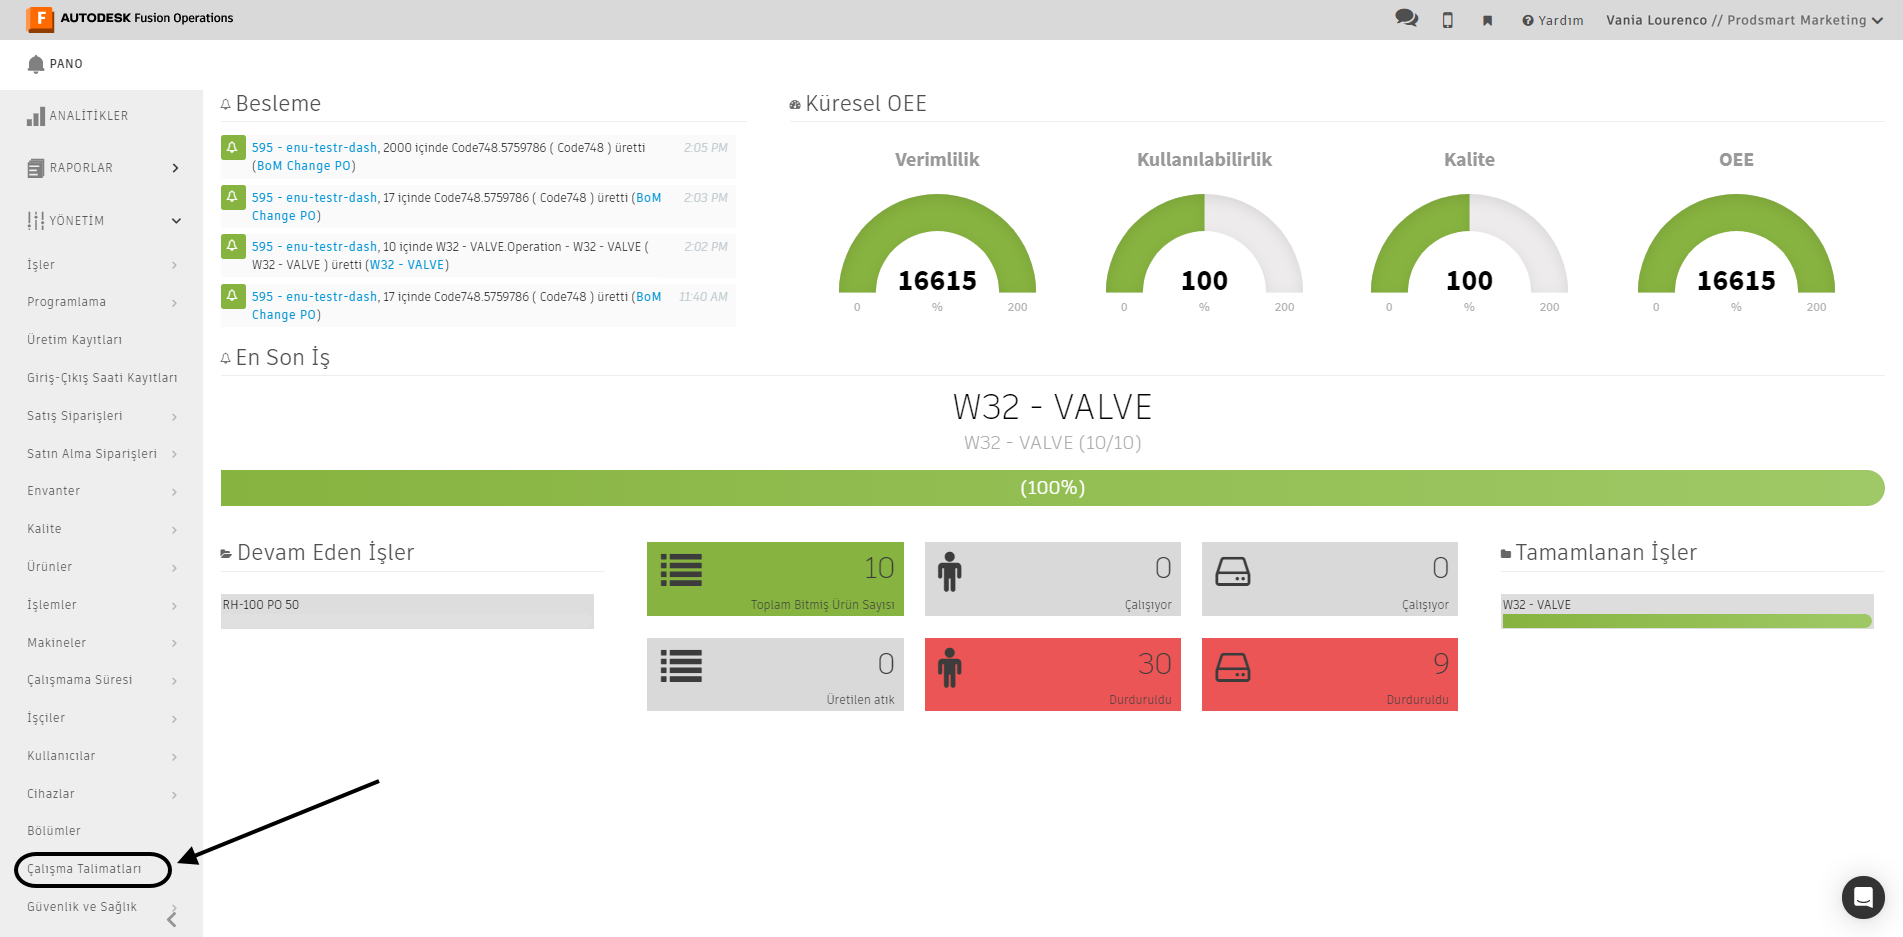 AUTODESK Fusion Operations
Yardım
Vania Lourenco // Prodsmart Marketing
PANO
ANALİTİKLER
RAPORLAR
YÖNETİM
İşler
Programlama
Üretim Kayıtları
Giriş-Çıkış Saati Kayıtları
Satış Siparişleri
Satın Alma Siparişleri
Envanter
Kalite
Ürünler
İşlemler
Makineler
Çalışmama Süresi
İşçiler
Kullanıcılar
Cihazlar
Bölümler
Çalışma Talimatları
Güvenlik ve Sağlık
Besleme
595 - enu-testr-dash, 2000 içinde Code748.5759786 ( Code748 ) üretti 2:05 PM
(BoM Change PO)
595 - enu-testr-dash, 17 içinde Code748.5759786 ( Code748 ) üretti (BoM 2:03 PM
Change PO)
595 - enu-testr-dash, 10 içinde W32 - VALVE.Operation - W32 - VALVE ( 2:02 PM
W32 - VALVE ) üretti (W32 - VALVE)
595 - enu-testr-dash, 17 içinde Code748.5759786 ( Code748 ) üretti (BoM 11:40 AM
Change PO)
Küresel OEE
Verimlilik
16615
0 % 200
Kullanılabilirlik
100
0 % 200
Kalite
100
0 % 200
OEE
16615
0 % 200
En Son İş
W32 - VALVE
W32 - VALVE (10/10)
(100%)
Devam Eden İşler
RH-100 PO 50
10
Toplam Bitmiş Ürün Sayısı
0
Çalışıyor
0
Çalışıyor
0
Üretilen atık
30
Durduruldu
9
Durduruldu
Tamamlanan İşler
W32 - VALVE